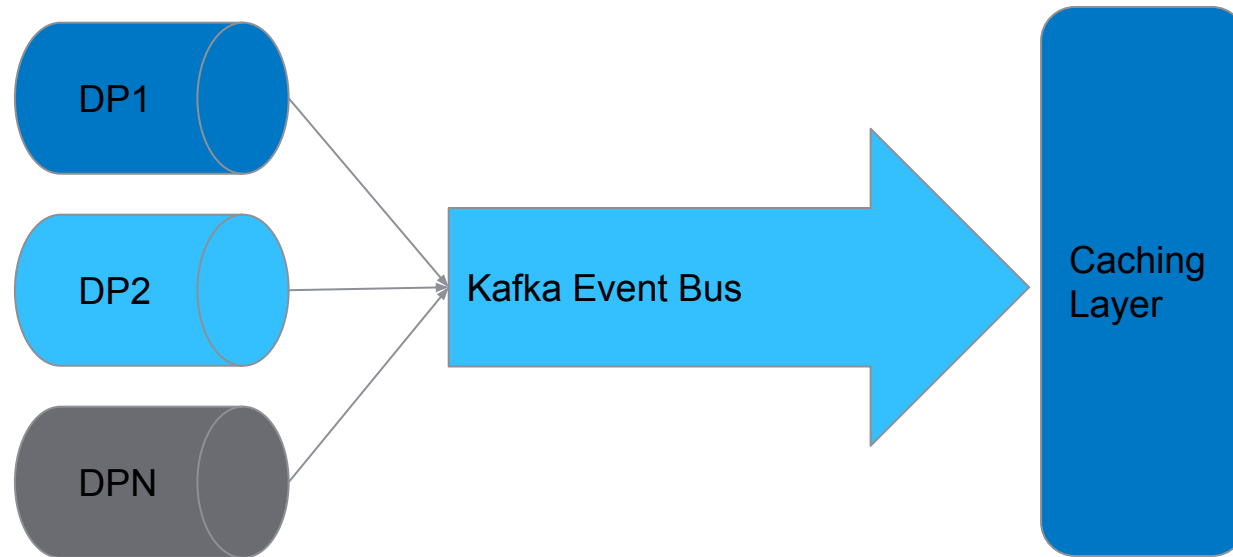 DP1
DP2
DPN
Kafka Event Bus
Caching
Layer